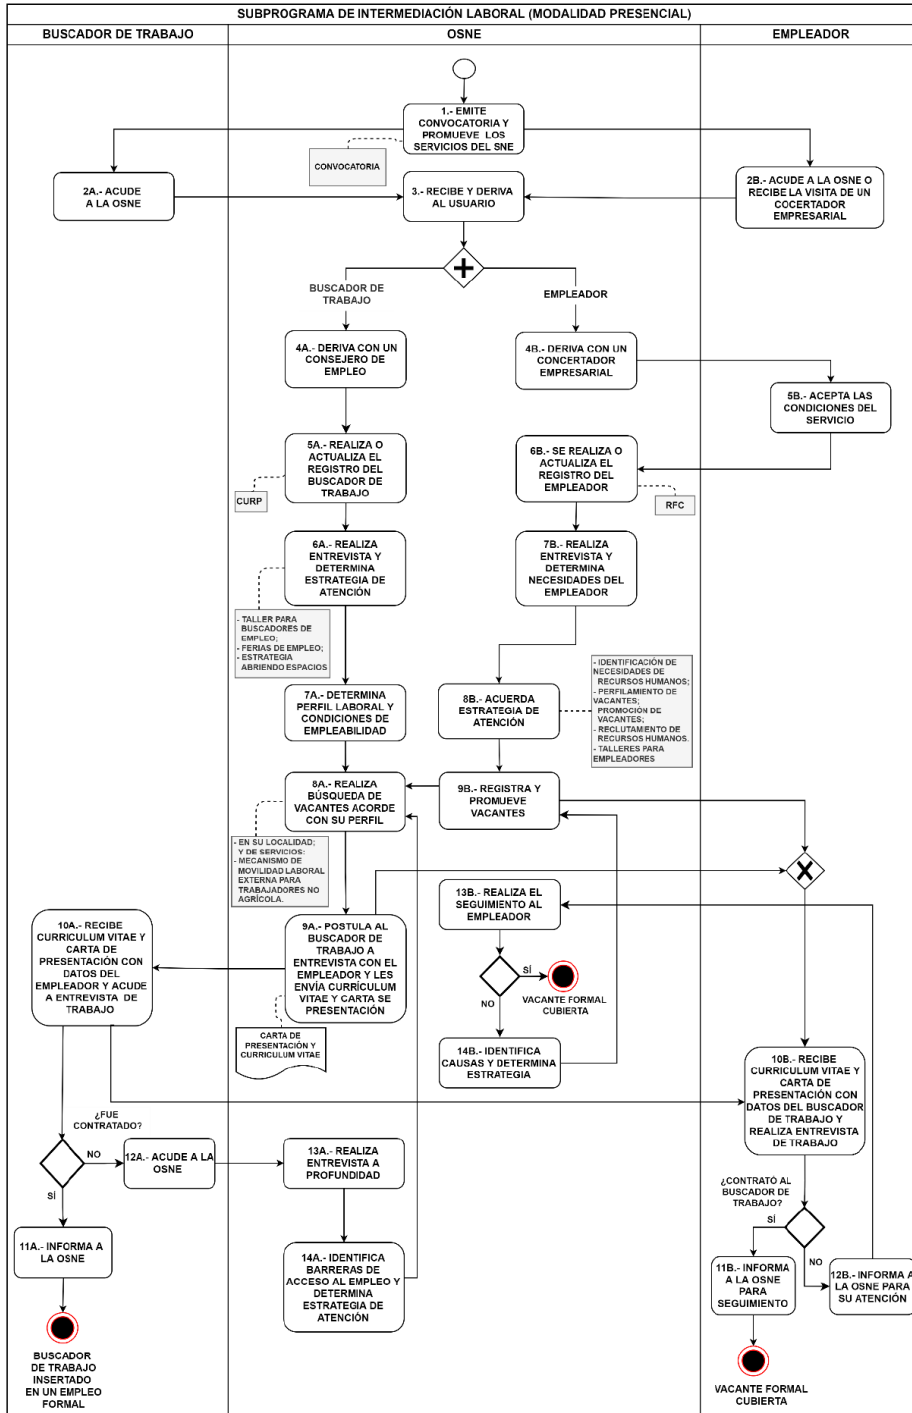 SUBPROGRAMA DE INTERMEDIACIÓN LABORAL (MODALIDAD PRESENCIAL)
BUSCADOR DE TRABAJO
OSNE
EMPLEADOR
1.- EMITE
CONVOCATORIA Y
PROMUEVE LOS
SERVICIOS DEL SNE
CONVOCATORIA
2A.- ACUDE
A LA OSNE
3.- RECIBE Y DERIVA
AL USUARIO
2B.- ACUDE A LA OSNE O
RECIBE LA VISITA DE UN
COCERTADOR
EMPRESARIAL
BUSCADOR DE
TRABAJO
EMPLEADOR
4A.- DERIVA CON UN
CONSEJERO DE
EMPLEO
4B.- DERIVA CON UN
CONCERTADOR
EMPRESARIAL
5B.- ACEPTA LAS
CONDICIONES DEL
SERVICIO
5A.- REALIZA O
ACTUALIZA EL
REGISTRO DEL
BUSCADOR DE
TRABAJO
CURP
6B.- SE REALIZA O
ACTUALIZA EL
REGISTRO DEL
EMPLEADOR
RFC
6A.- REALIZA
ENTREVISTA Y
DETERMINA
ESTRATEGIA DE
ATENCIÓN
7B.- REALIZA
ENTREVISTA Y
DETERMINA
NECESIDADES DEL
EMPLEADOR
- TALLER PARA
BUSCADORES DE
EMPLEO;
- FERIAS DE EMPLEO;
- ESTRATEGIA
ABRIENDO ESPACIOS
7A.- DETERMINA
PERFIL LABORAL Y
CONDICIONES DE
EMPLEABILIDAD
8B.- ACUERDA
ESTRATEGIA DE
ATENCIÓN
- IDENTIFICACIÓN DE
NECESIDADES DE
RECURSOS HUMANOS;
- PERFILAMIENTO DE
VACANTES;
PROMOCIÓN DE
VACANTES;
- RECLUTAMIENTO DE
RECURSOS HUMANOS.
- TALLERES PARA
EMPLEADORES
8A.- REALIZA
BÚSQUEDA DE
VACANTES ACORDE
CON SU PERFIL
9B.- REGISTRA Y
PROMUEVE
VACANTES
- EN SU LOCALIDAD;
Y DE SERVICIOS:
- MECANISMO DE
MOVILIDAD LABORAL
EXTERNA PARA
TRABAJADORES NO
AGRÍCOLA.
13B.- REALIZA EL
SEGUIMIENTO AL
EMPLEADOR
10A.- RECIBE
CURRICULUM VITAE Y
CARTA DE
PRESENTACIÓN CON
DATOS DEL
EMPLEADOR Y ACUDE
A ENTREVISTA DE
TRABAJO
9A.- POSTULA AL
BUSCADOR DE
TRABAJO A
ENTREVISTA CON EL
EMPLEADOR Y LES
ENVÍA CURRÍCULUM
VITAE Y CARTA SE
PRESENTACIÓN
SÍ
NO
VACANTE FORMAL
CUBIERTA
CARTA DE
PRESENTACIÓN Y
CURRICULUM VITAE
14B.- IDENTIFICA
CAUSAS Y DETERMINA
ESTRATEGIA
10B.- RECIBE
CURRICULUM VITAE Y
CARTA DE
PRESENTACIÓN CON
DATOS DEL BUSCADOR
DE TRABAJO Y
REALIZA ENTREVISTA
DE TRABAJO
¿FUE
CONTRATADO?
NO
SÍ
12A.- ACUDE A LA
OSNE
13A.- REALIZA
ENTREVISTA A
PROFUNDIDAD
¿CONTRATÓ AL
BUSCADOR DE
TRABAJO?
SÍ
NO
11A.- INFORMA A
LA OSNE
14A.- IDENTIFICA
BARRERAS DE
ACCESO AL EMPLEO Y
DETERMINA
ESTRATEGIA DE
ATENCIÓN
11B.- INFORMA
A LA OSNE
PARA
SEGUIMIENTO
12B.- INFORMA A
LA OSNE PARA
SU ATENCIÓN
BUSCADOR
DE TRABAJO
INSERTADO
EN UN EMPLEO
FORMAL
VACANTE FORMAL
CUBIERTA